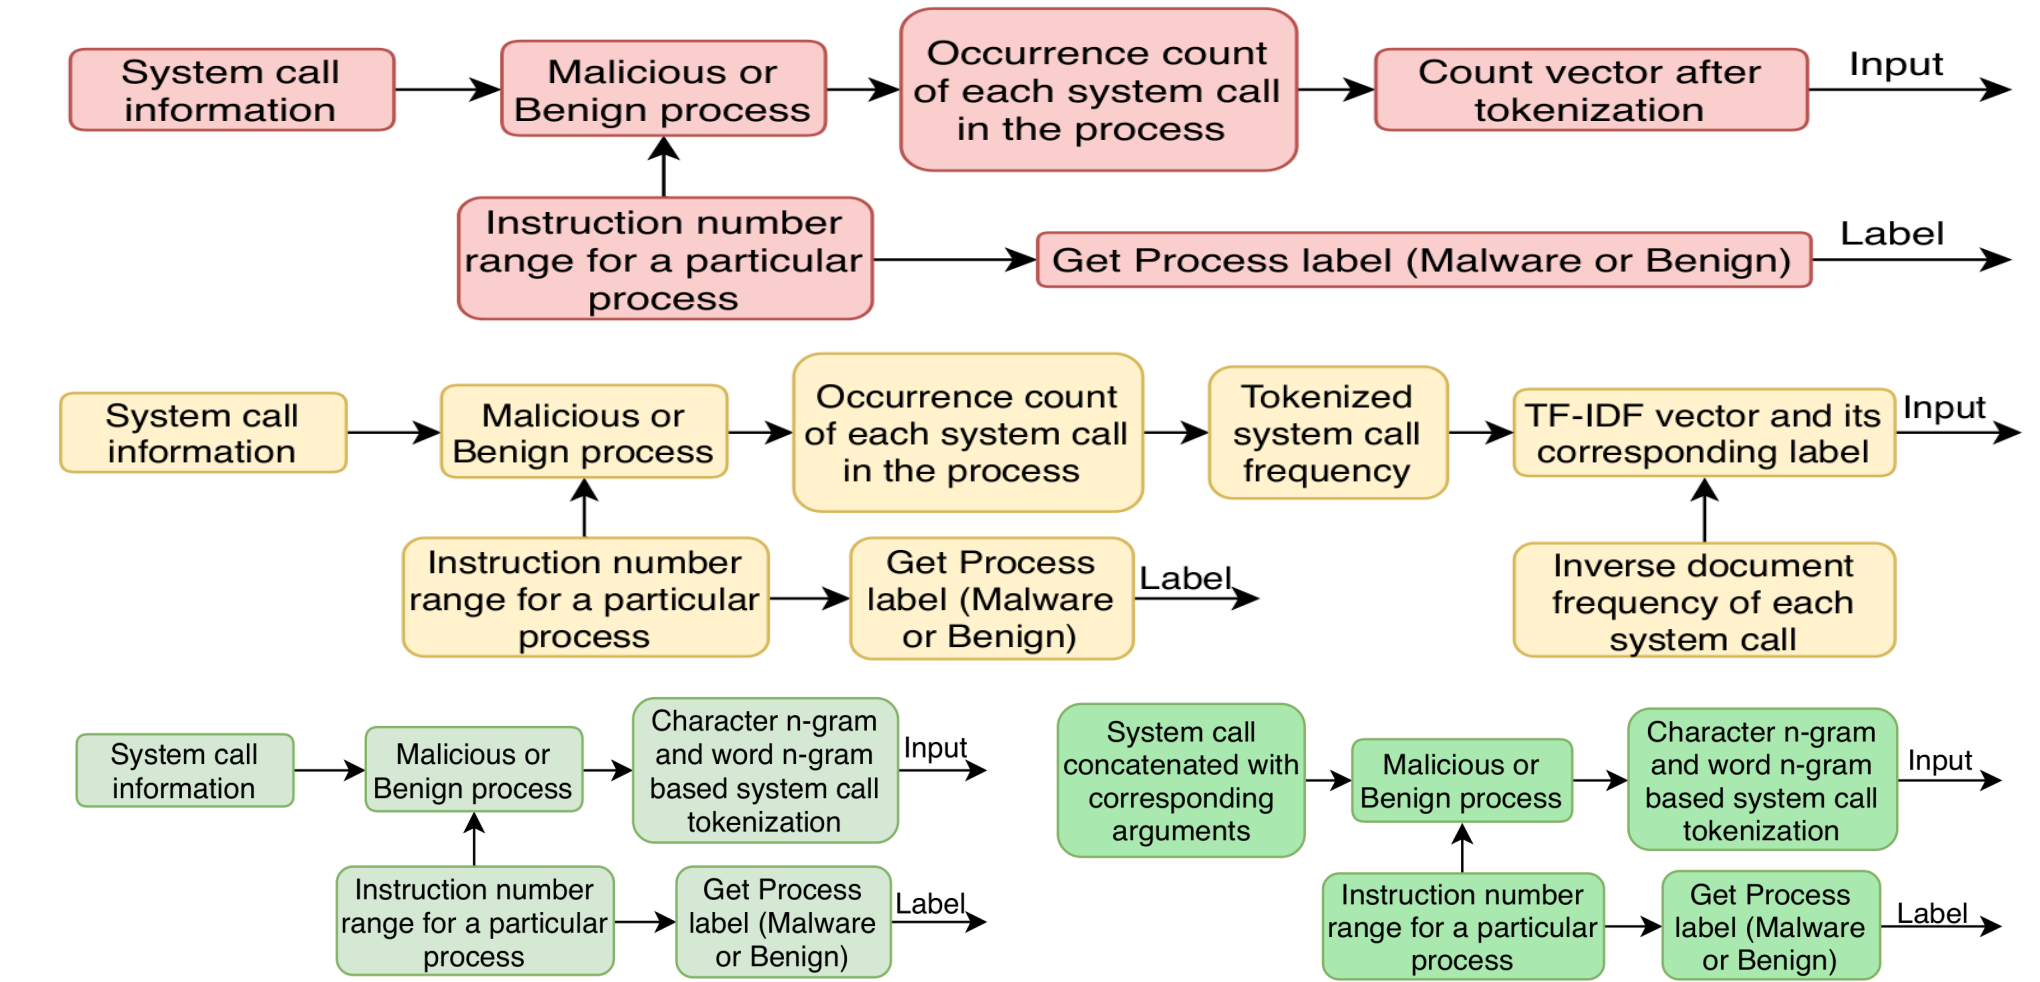 System call
information
Malicious or
Benign process
Occurrence count
of each system call
in the process
Count vector after
tokenization
Input
Instruction number
range for a particular
process
Get Process label (Malware or Benign)
Label
System call
information
Malicious or
Benign process
Occurrence count
of each system call
in the process
Tokenized
system call
frequency
TF-IDF vector and its
corresponding label
Input
Instruction number
range for a particular
process
Get Process
label (Malware
or Benign)
Label
Inverse document
frequency of each
system call
System call
information
Malicious or
Benign process
Character n-gram
and word n-gram
based system call
tokenization
Input
Instruction number
range for a particular
process
Get Process
label (Malware
or Benign)
Label
System call
concatenated with
corresponding
arguments
Malicious or
Benign process
Character n-gram
and word n-gram
based system call
tokenization
Input
Instruction number
range for a particular
process
Get Process
label (Malware
or Benign)
Label